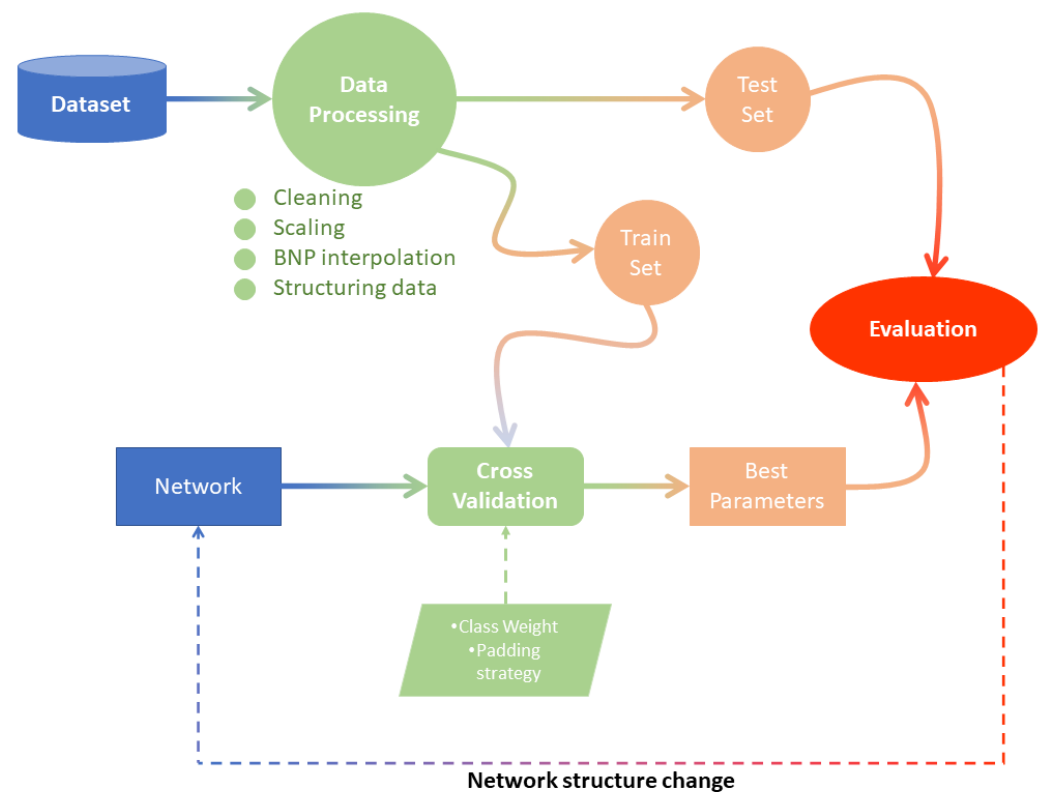 Dataset
Data
Processing
Test
Set
Cleaning
Scaling
BNP interpolation
Structuring data
Train
Set
Evaluation
Network
Cross
Validation
Best
Parameters
•Class Weight
•Padding
strategy
Network structure change